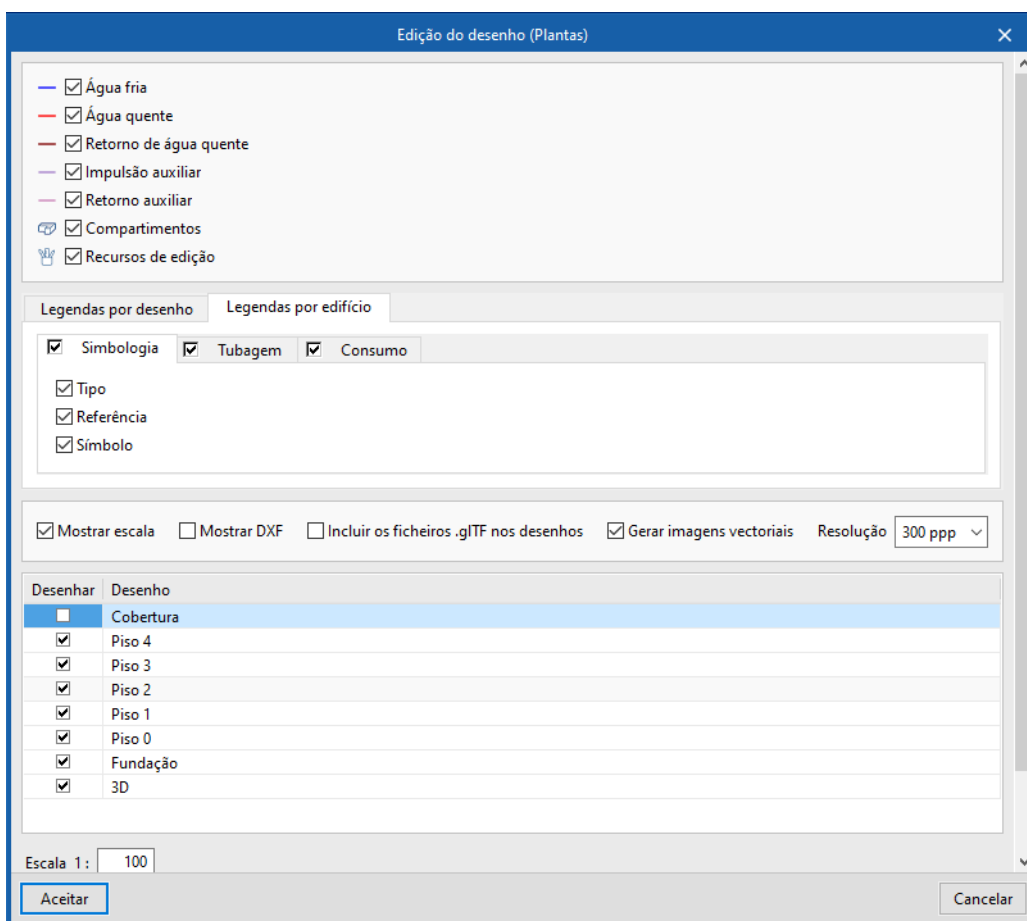 Edição do desenho (Plantas)
Água fria
Água quente
Retorno de água quente
Impulsão auxiliar
Retorno auxiliar
Compartimentos
Recursos de edição
Legendas por desenho Legendas por edifício
Simbologia Tubagem Consumo
Tipo
Referência
Símbolo
Mostrar escala Mostrar DXF Incluir os ficheiros .glTF nos desenhos Gerar imagens vectoriais Resolução 300 ppp
Desenhar Desenho
Cobertura
Piso 4
Piso 3
Piso 2
Piso 1
Piso 0
Fundação
3D
Escala 1 : 100
Aceitar Cancelar